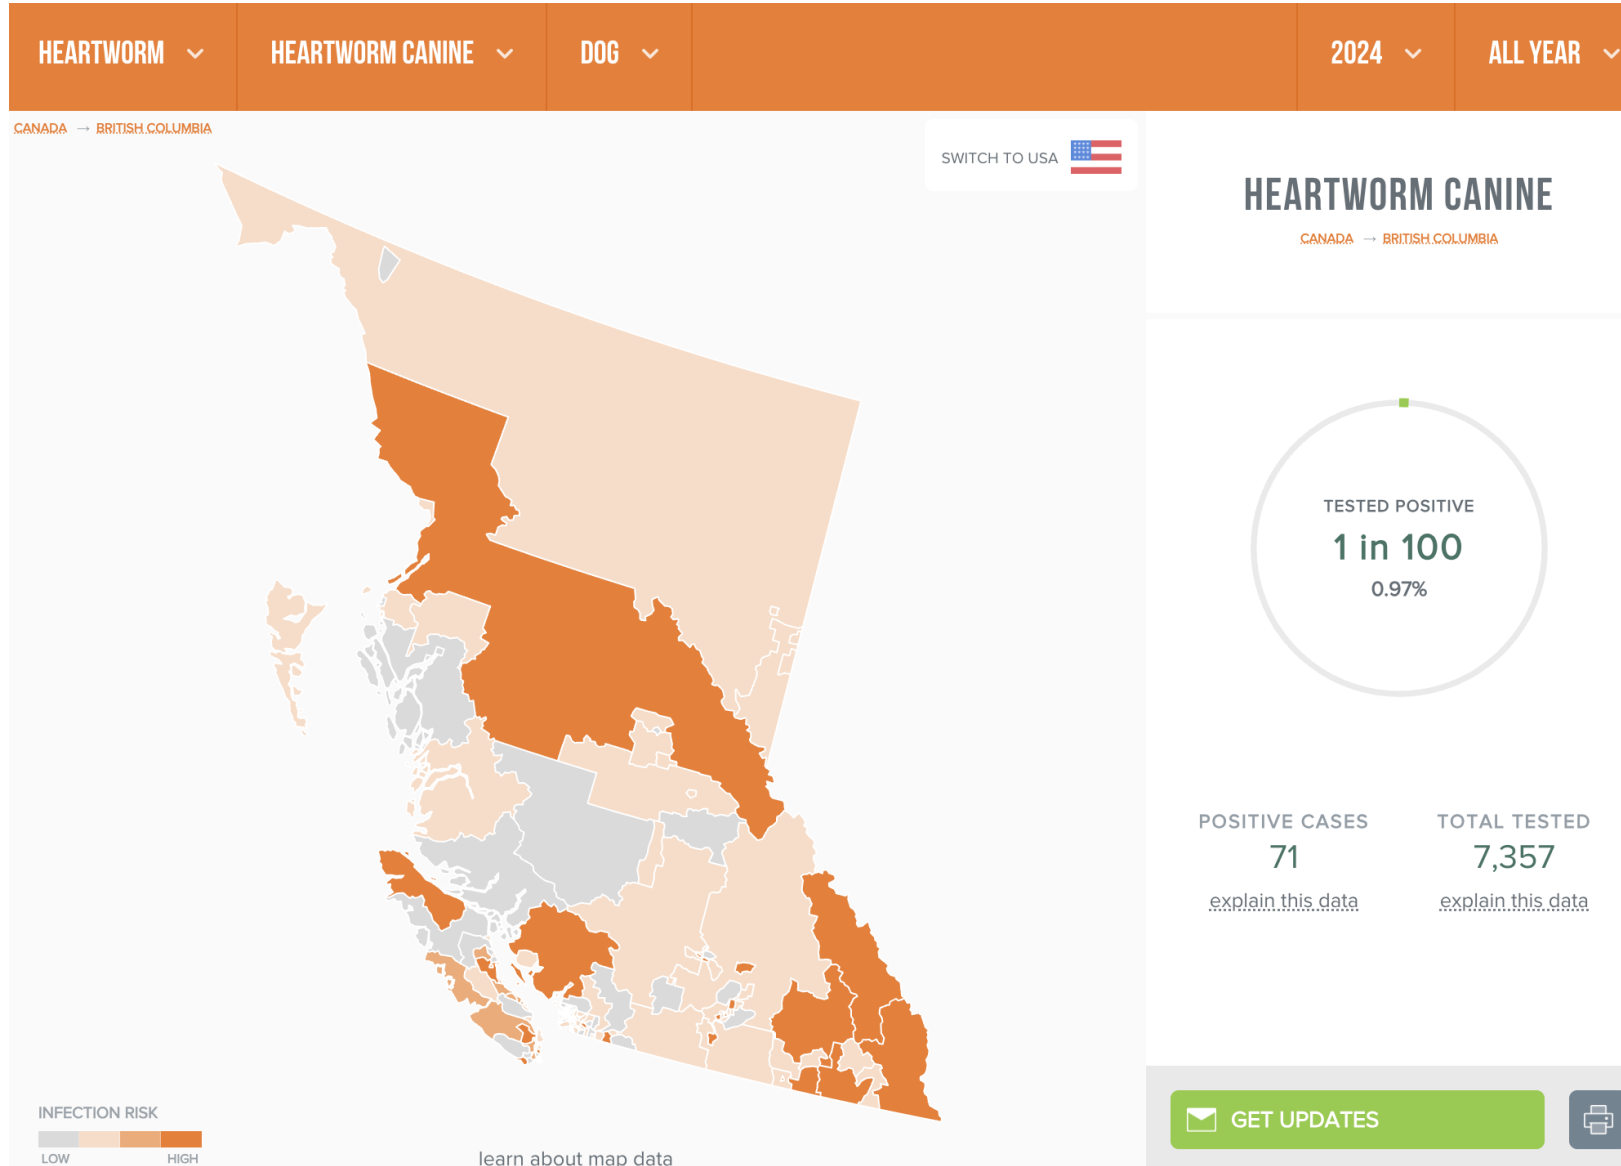 HEARTWORM
HEARTWORM CANINE
DOG
2024
ALL YEAR
CANADA → BRITISH COLUMBIA
SWITCH TO USA
HEARTWORM CANINE
CANADA → BRITISH COLUMBIA
TESTED POSITIVE
1 in 100
0.97%
POSITIVE CASES
71
explain this data
TOTAL TESTED
7,357
explain this data
INFECTION RISK
LOW
HIGH
learn about map data
GET UPDATES